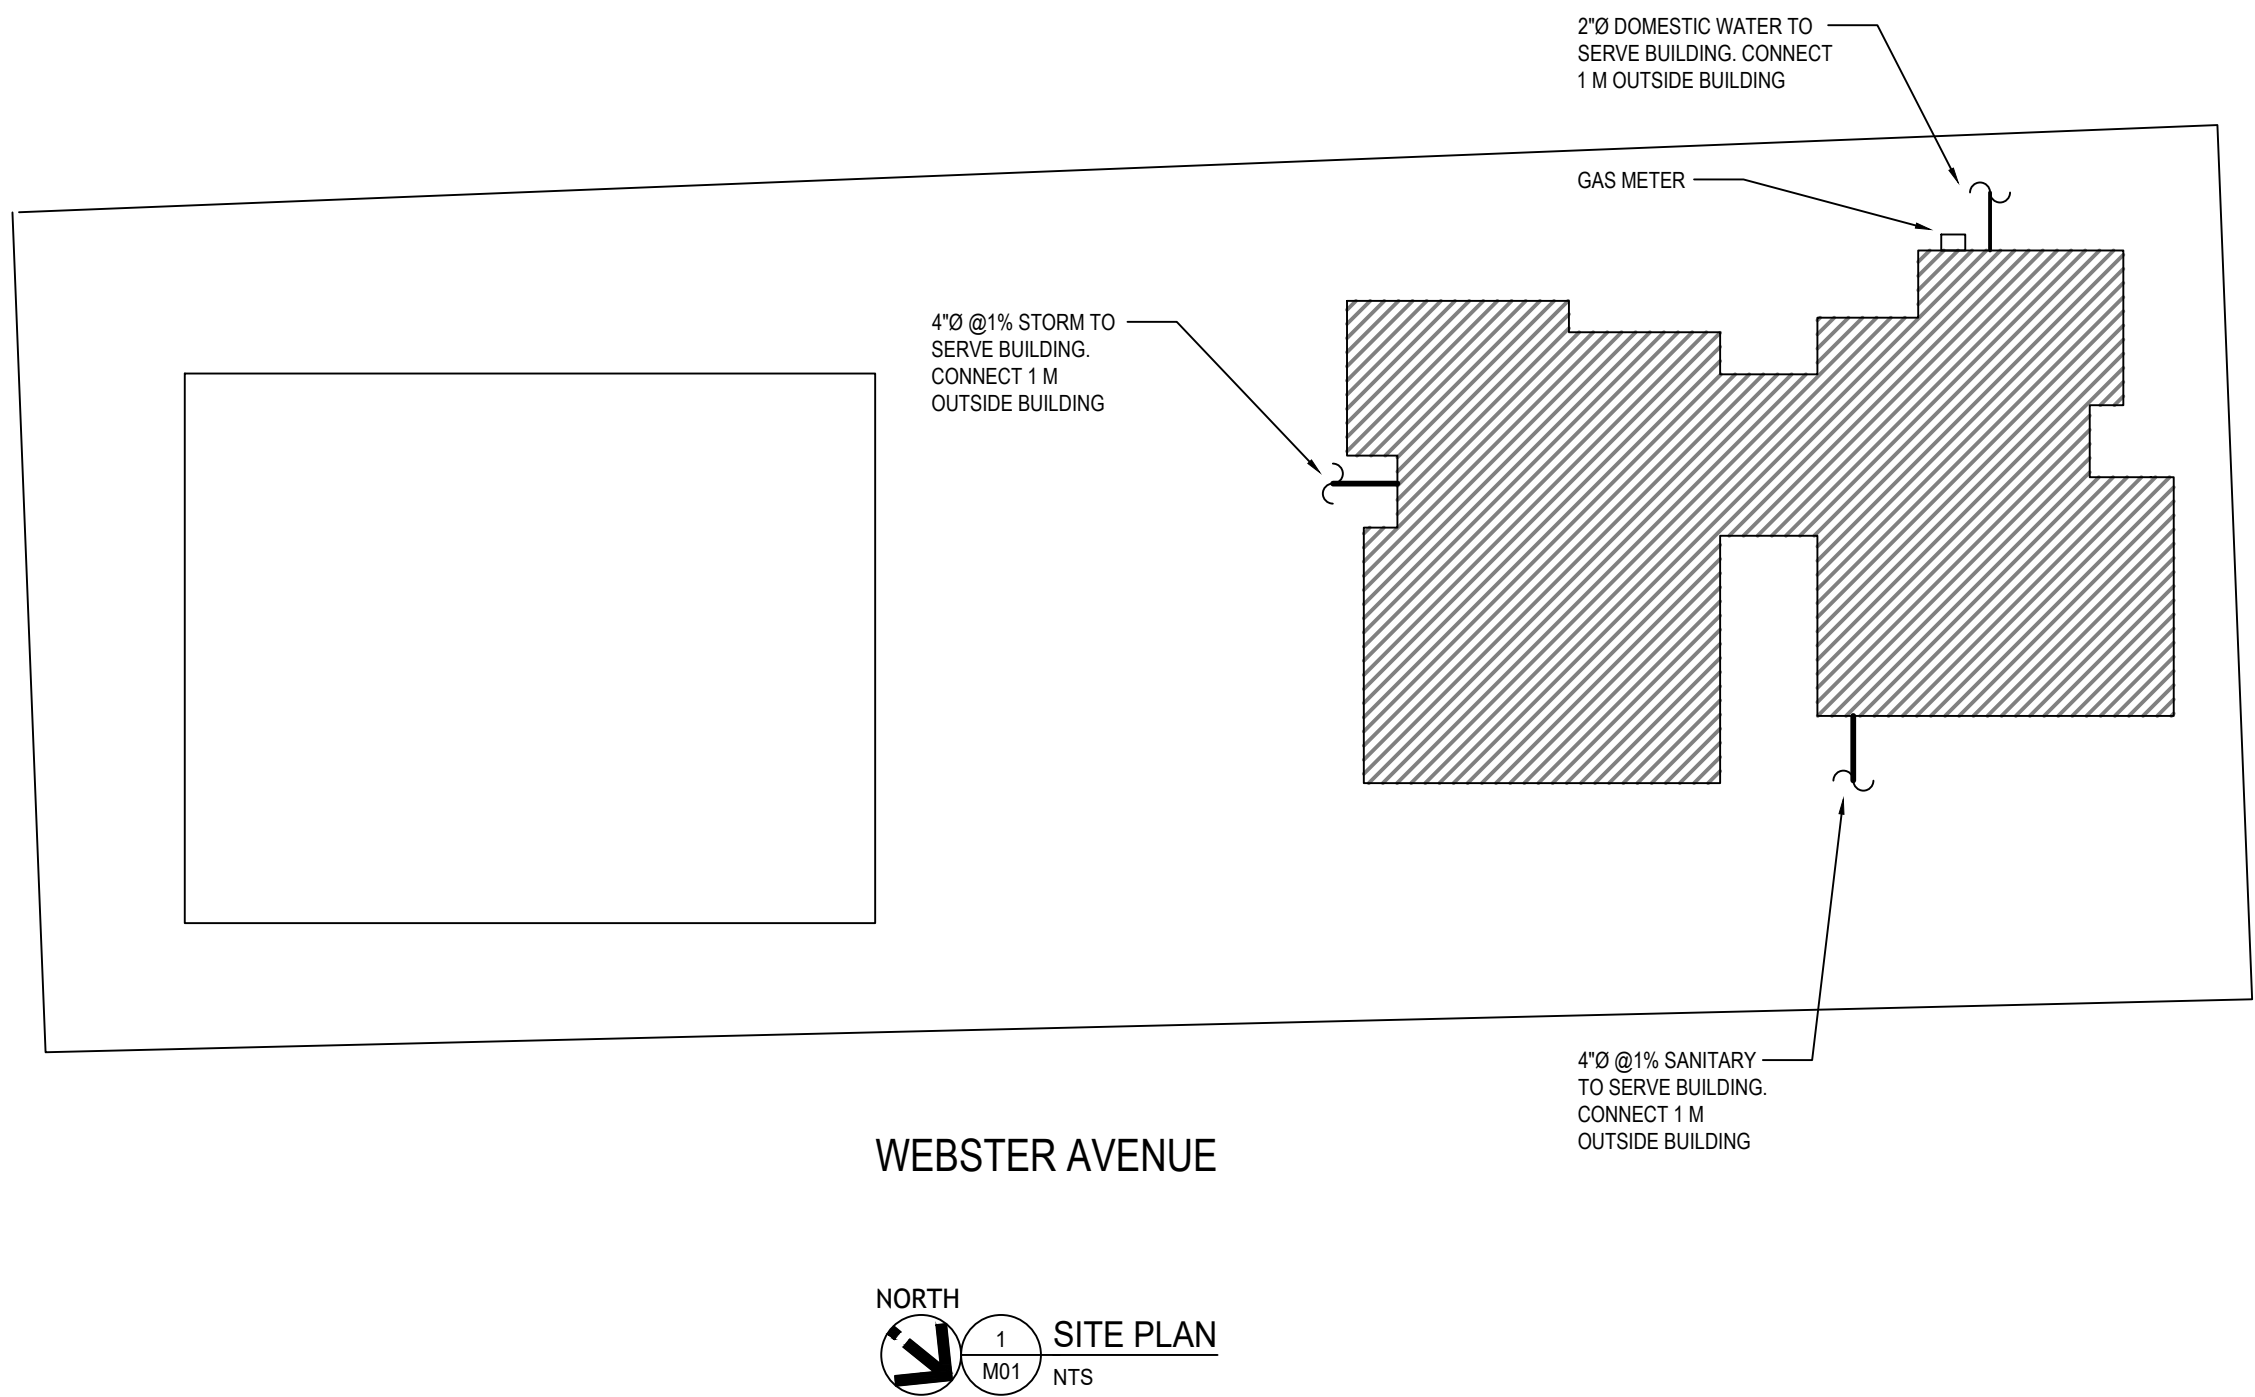 2"Ø DOMESTIC WATER TO
SERVE BUILDING. CONNECT
1 M OUTSIDE BUILDING
GAS METER
4"Ø @1% STORM TO
SERVE BUILDING.
CONNECT 1 M
OUTSIDE BUILDING
4"Ø @1% SANITARY
TO SERVE BUILDING.
CONNECT 1 M
OUTSIDE BUILDING
WEBSTER AVENUE
NORTH
1
M01
SITE PLAN
NTS